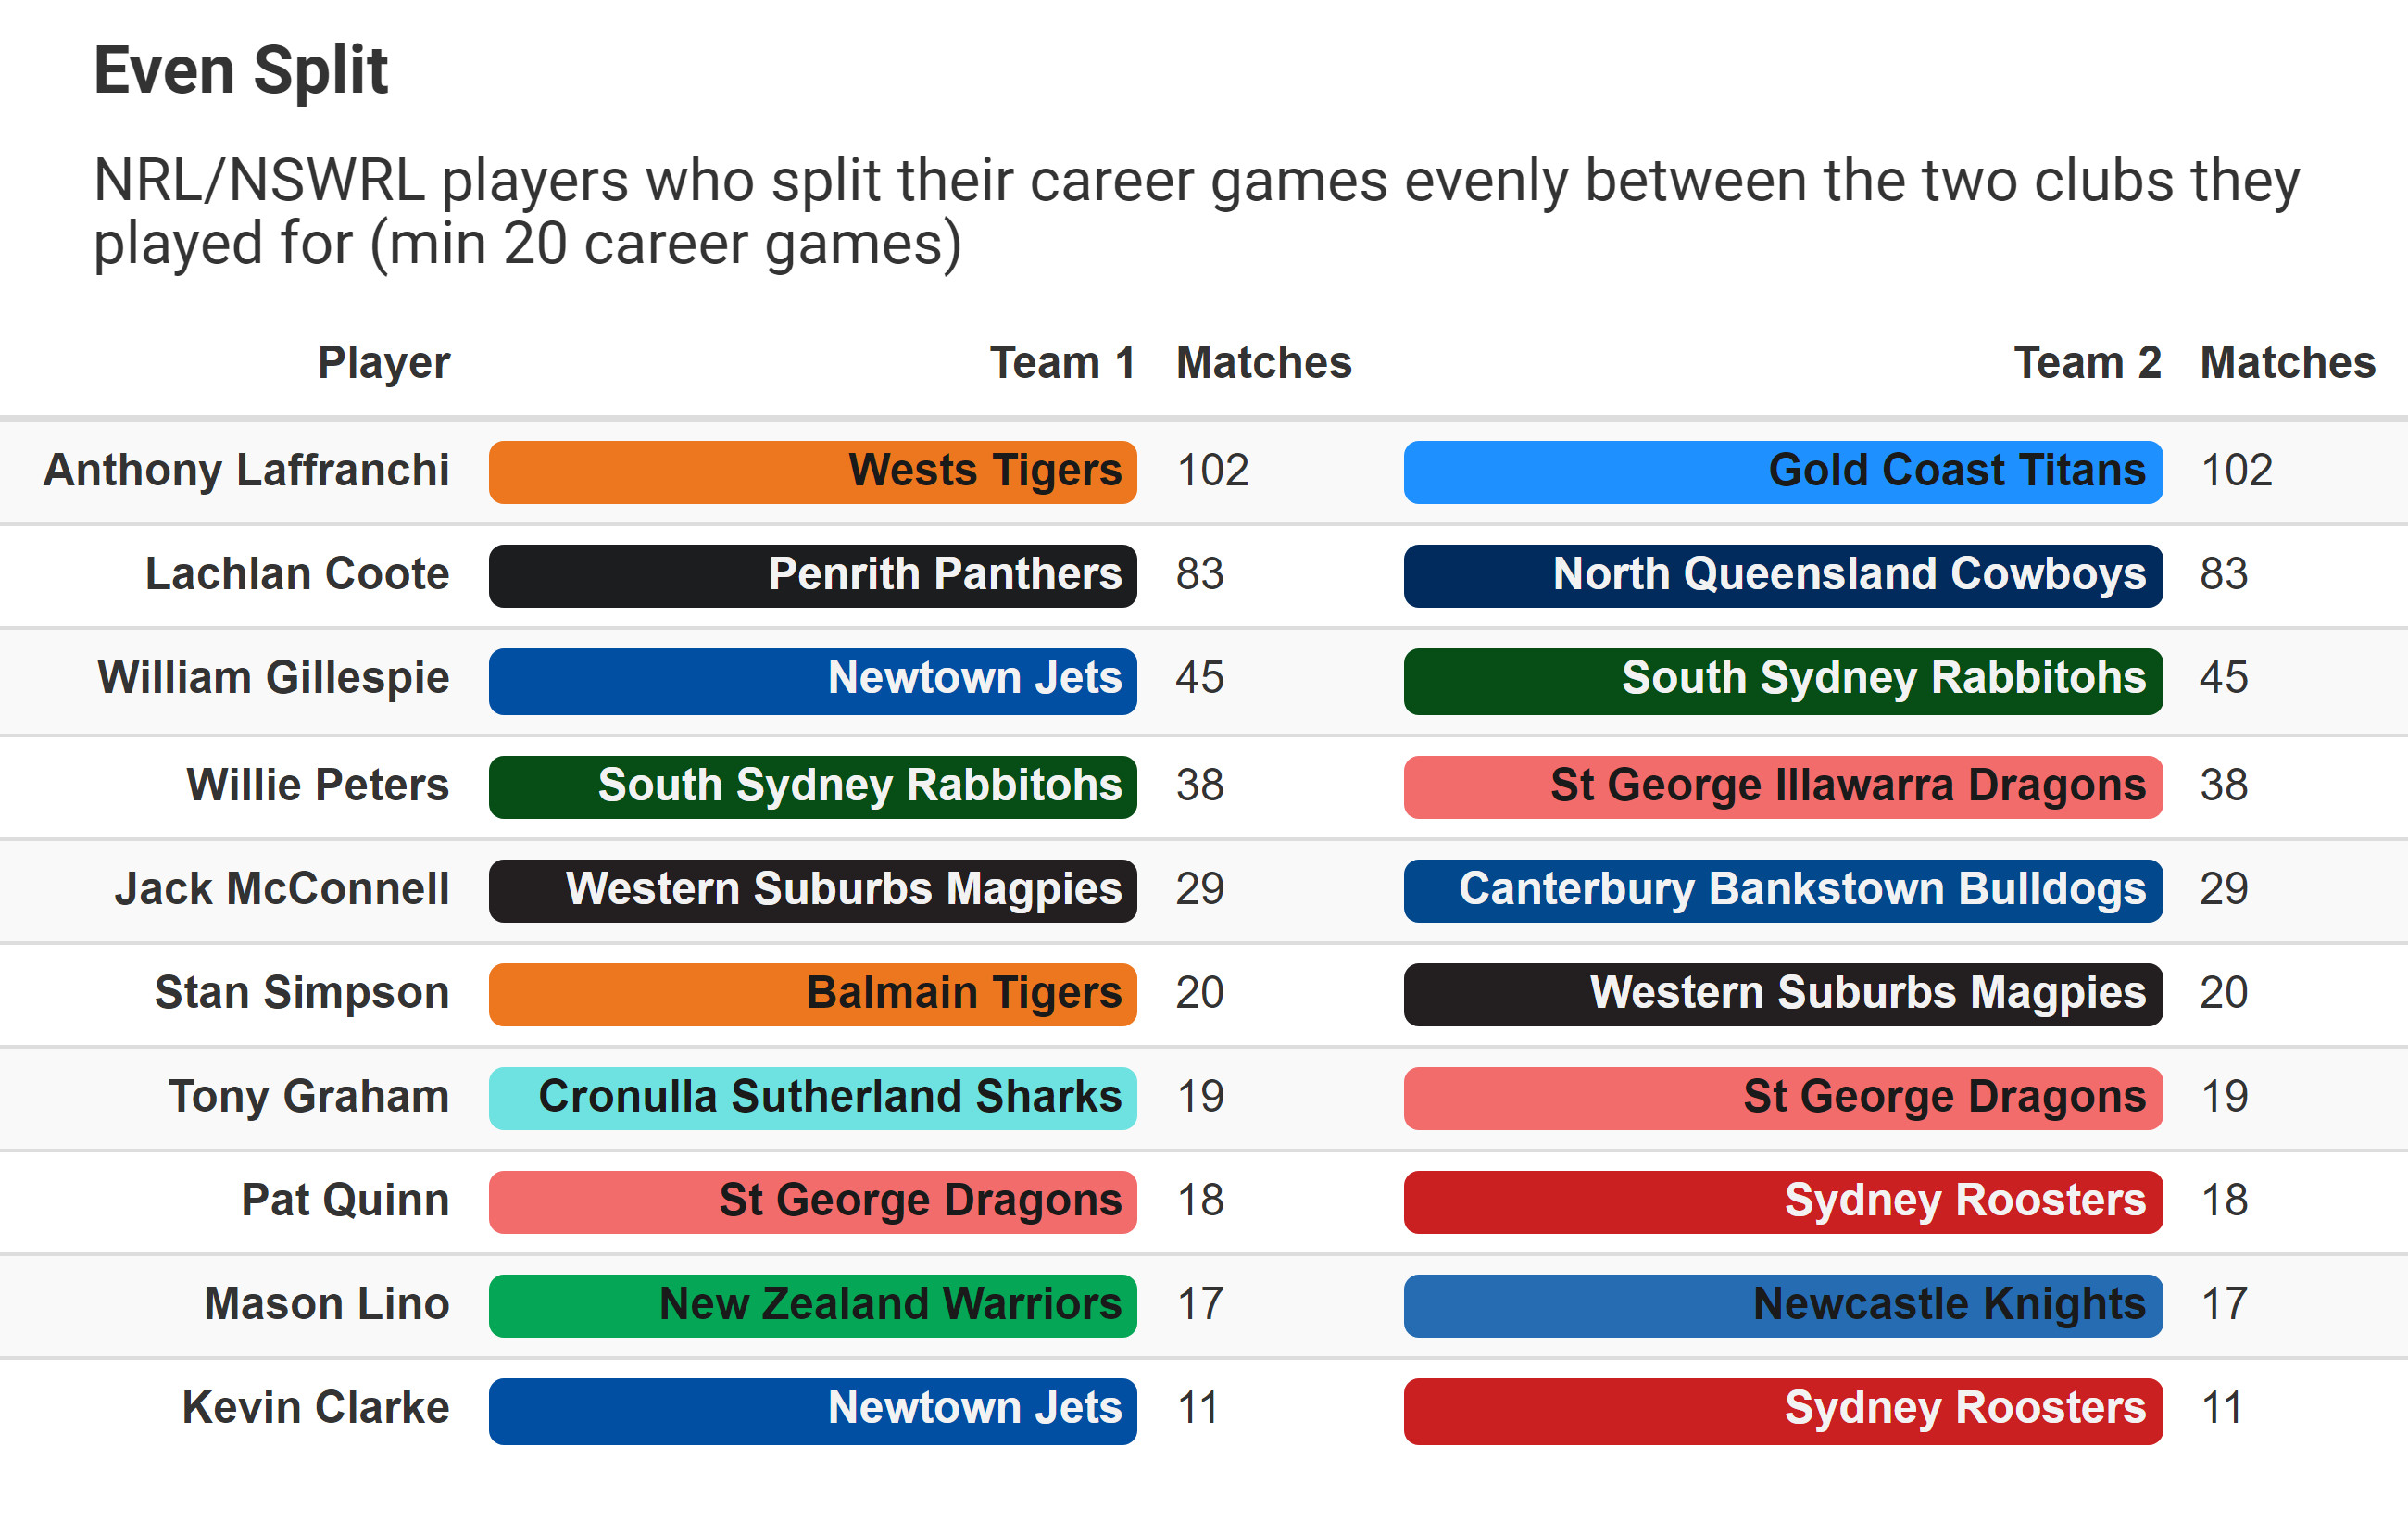 Even Split
NRL/NSWRL players who split their career games evenly between the two clubs they
played for (min 20 career games)
Player Team 1 Matches Team 2 Matches
Anthony Laffranchi Wests Tigers 102 Gold Coast Titans 102
Lachlan Coote Penrith Panthers 83 North Queensland Cowboys 83
William Gillespie Newtown Jets 45 South Sydney Rabbitohs 45
Willie Peters South Sydney Rabbitohs 38 St George Illawarra Dragons 38
Jack McConnell Western Suburbs Magpies 29 Canterbury Bankstown Bulldogs 29
Stan Simpson Balmain Tigers 20 Western Suburbs Magpies 20
Tony Graham Cronulla Sutherland Sharks 19 St George Dragons 19
Pat Quinn St George Dragons 18 Sydney Roosters 18
Mason Lino New Zealand Warriors 17 Newcastle Knights 17
Kevin Clarke Newtown Jets 11 Sydney Roosters 11